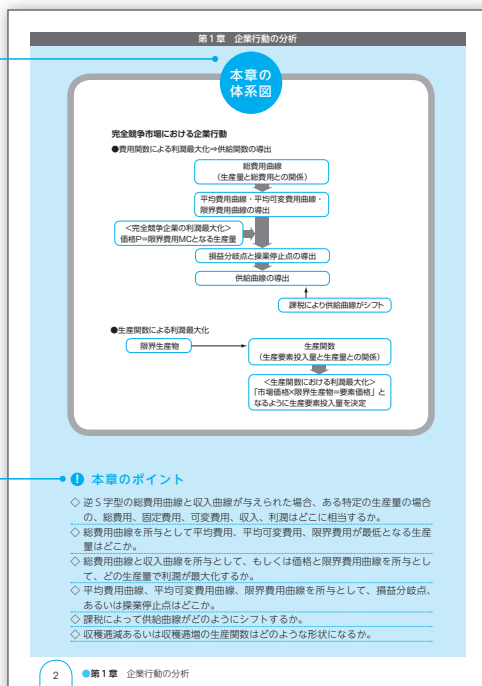 第1章 企業行動の分析
本章の
体系図
完全競争市場における企業行動
●費用関数による利潤最大化⇒供給関数の導出
総費用曲線
(生産量と総費用との関係)
平均費用曲線・平均可変費用曲線・
限界費用曲線の導出
<完全競争企業の利潤最大化>
価格P=限界費用MCとなる生産量
損益分岐点と操業停止点の導出
供給曲線の導出
課税により供給曲線がシフト
●生産関数による利潤最大化
限界生産物
生産関数
(生産要素投入量と生産量との関係)
<生産関数における利潤最大化>
「市場価格×限界生産物=要素価格」と
なるように生産要素投入量を決定
! 本章のポイント
◇ 逆S字型の総費用曲線と収入曲線が与えられた場合、ある特定の生産量の場合
の、総費用、固定費用、可変費用、収入、利潤はどこに相当するか。
◇ 総費用曲線を所与として平均費用、平均可変費用、限界費用が最低となる生産
量はどこか。
◇ 総費用曲線と収入曲線を所与として、もしくは価格と限界費用曲線を所与とし
て、どの生産量で利潤が最大化するか。
◇ 平均費用曲線、平均可変費用曲線、限界費用曲線を所与として、損益分岐点、
あるいは操業停止点はどこか。
◇ 課税によって供給曲線がどのようにシフトするか。
◇ 収穫逓減あるいは収穫逓増の生産関数はどのような形状になるか。
2 ●第1章 企業行動の分析